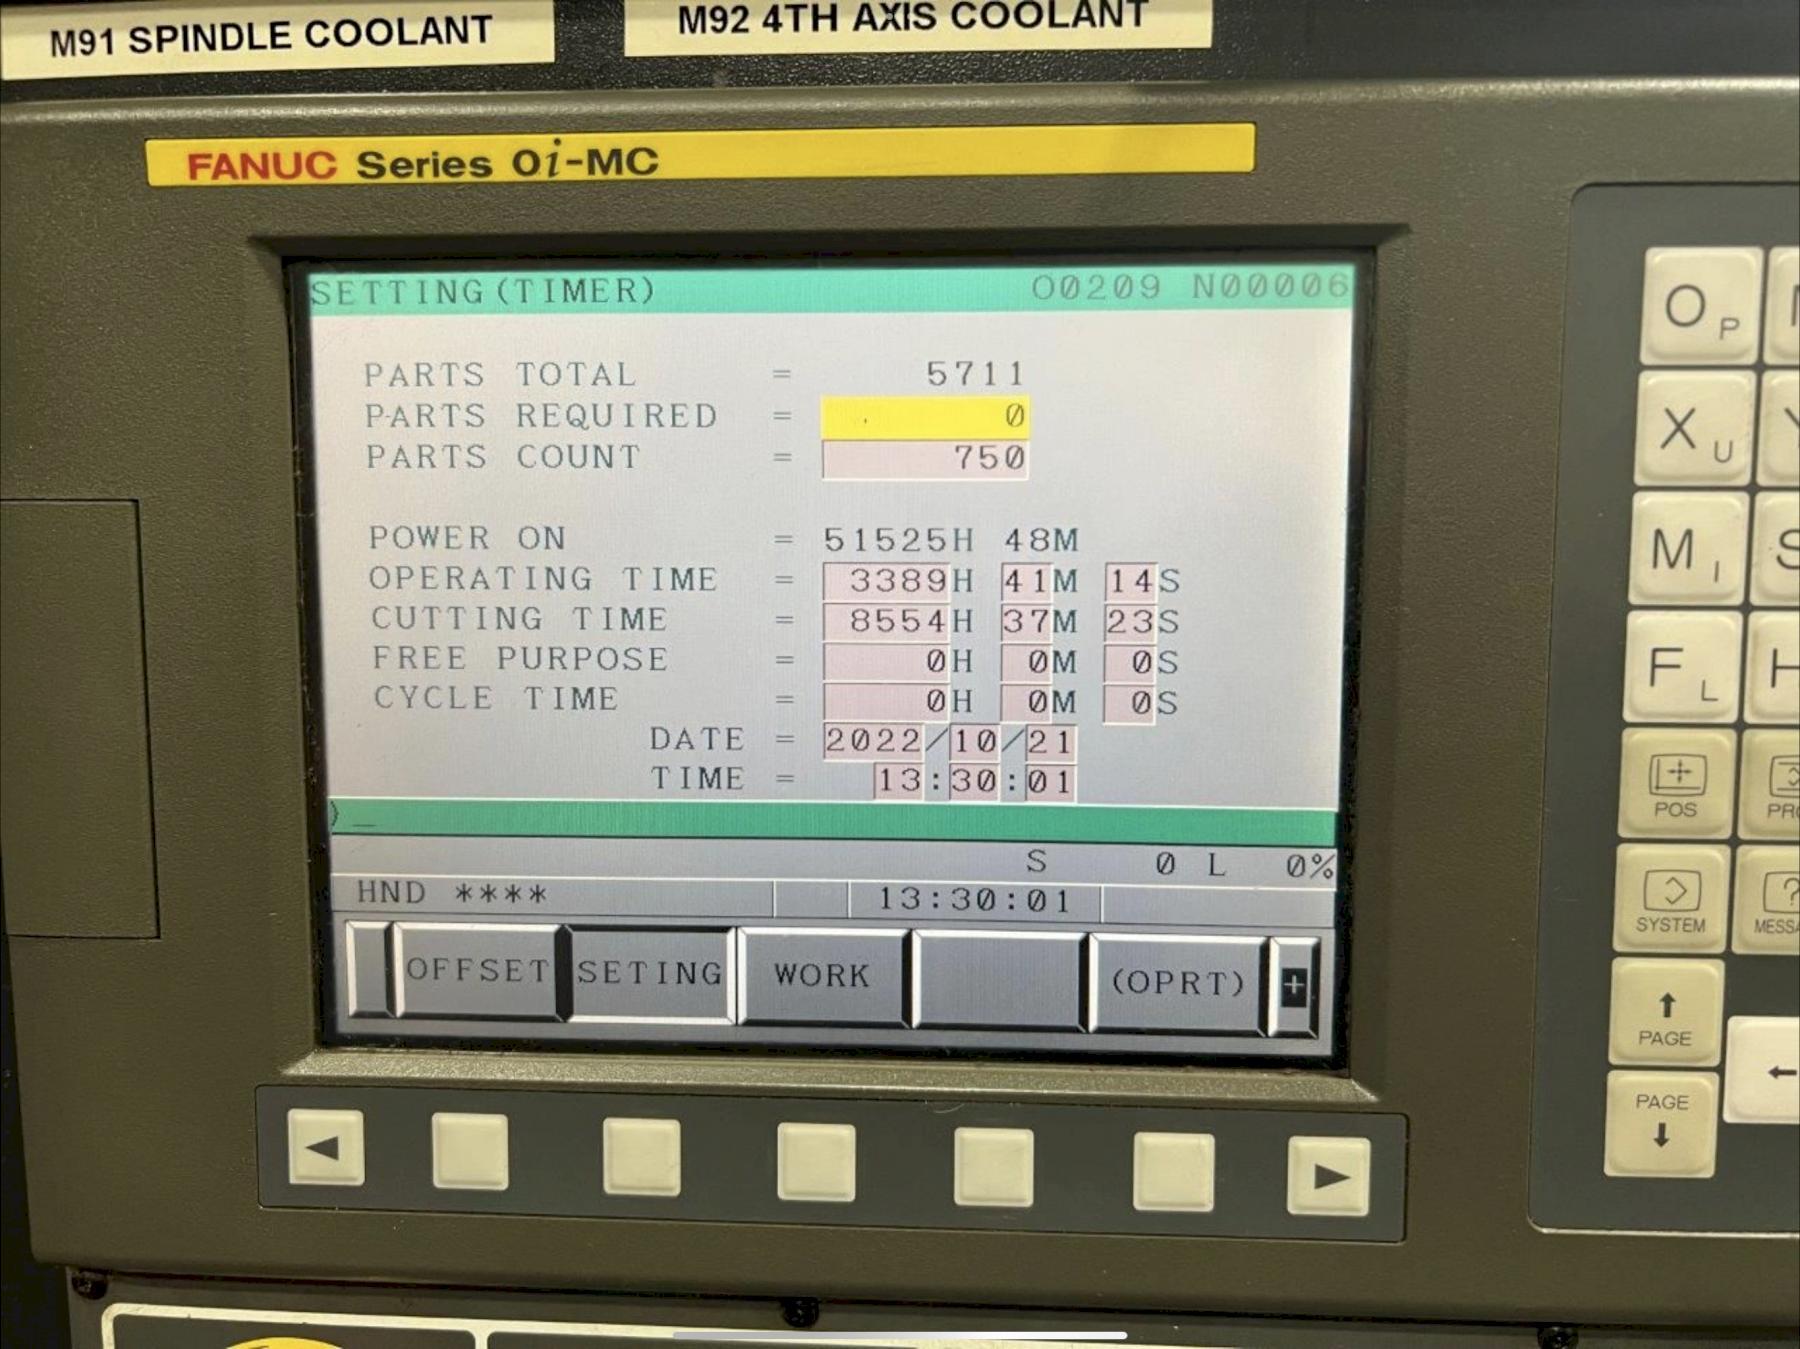 M91 SPINDLE COOLANT
M92 4TH AXIS COOLANT
FANUC Series 0i-MC
SETTING(TIMER) O0209 N00006
PARTS TOTAL = 5711
PARTS REQUIRED = 0
PARTS COUNT = 750
POWER ON = 51525H 48M
OPERATING TIME = 3389H 41M 14S
CUTTING TIME = 8554H 37M 23S
FREE PURPOSE = 0H 0M 0S
CYCLE TIME = 0H 0M 0S
DATE = 2022/10/21
TIME = 13:30:01
>_
S 0 L 0%
HND **** 13:30:01
OFFSET SETING WORK (OPRT) +
O P
X U
M I
F L
POS
SYSTEM
PAGE
PAGE